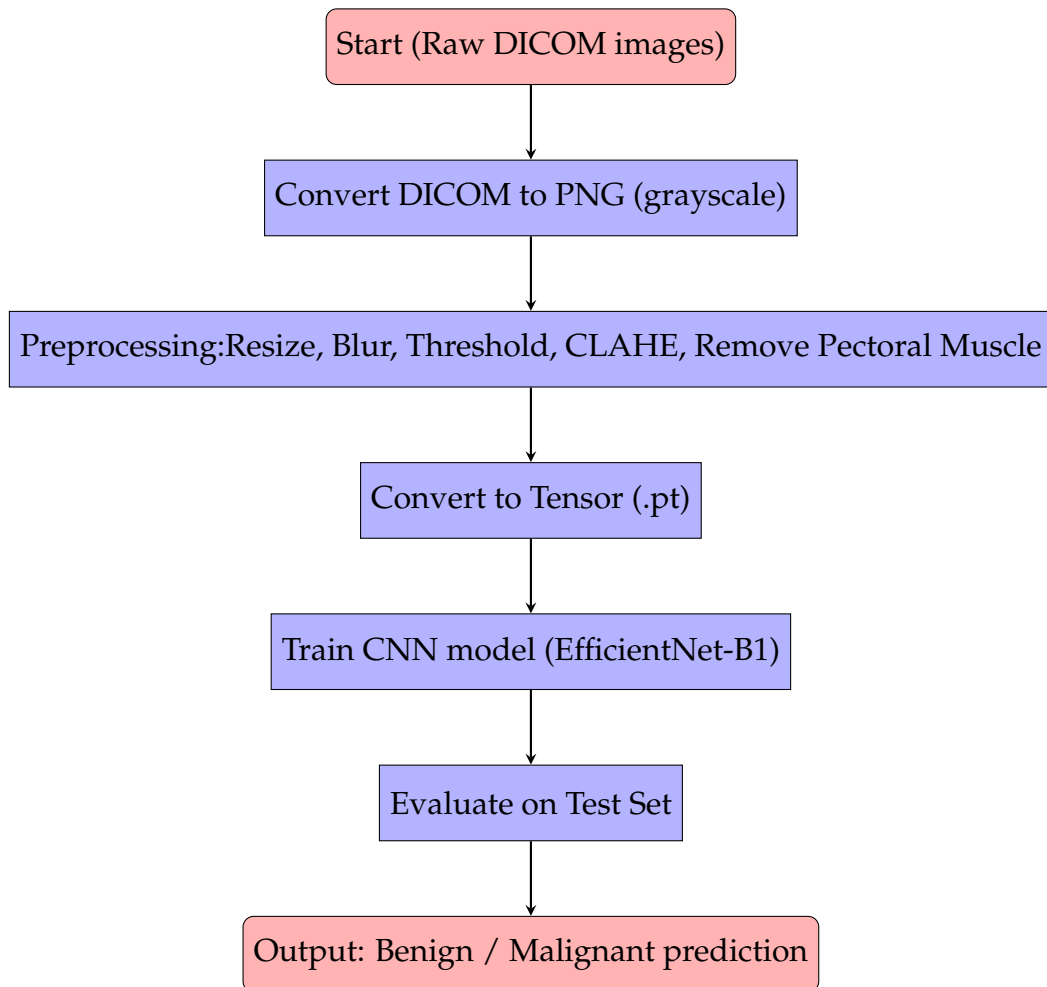 Start (Raw DICOM images)
Convert DICOM to PNG (grayscale)
Preprocessing:Resize, Blur, Threshold, CLAHE, Remove Pectoral Muscle
Convert to Tensor (.pt)
Train CNN model (EfficientNet-B1)
Evaluate on Test Set
Output: Benign / Malignant prediction